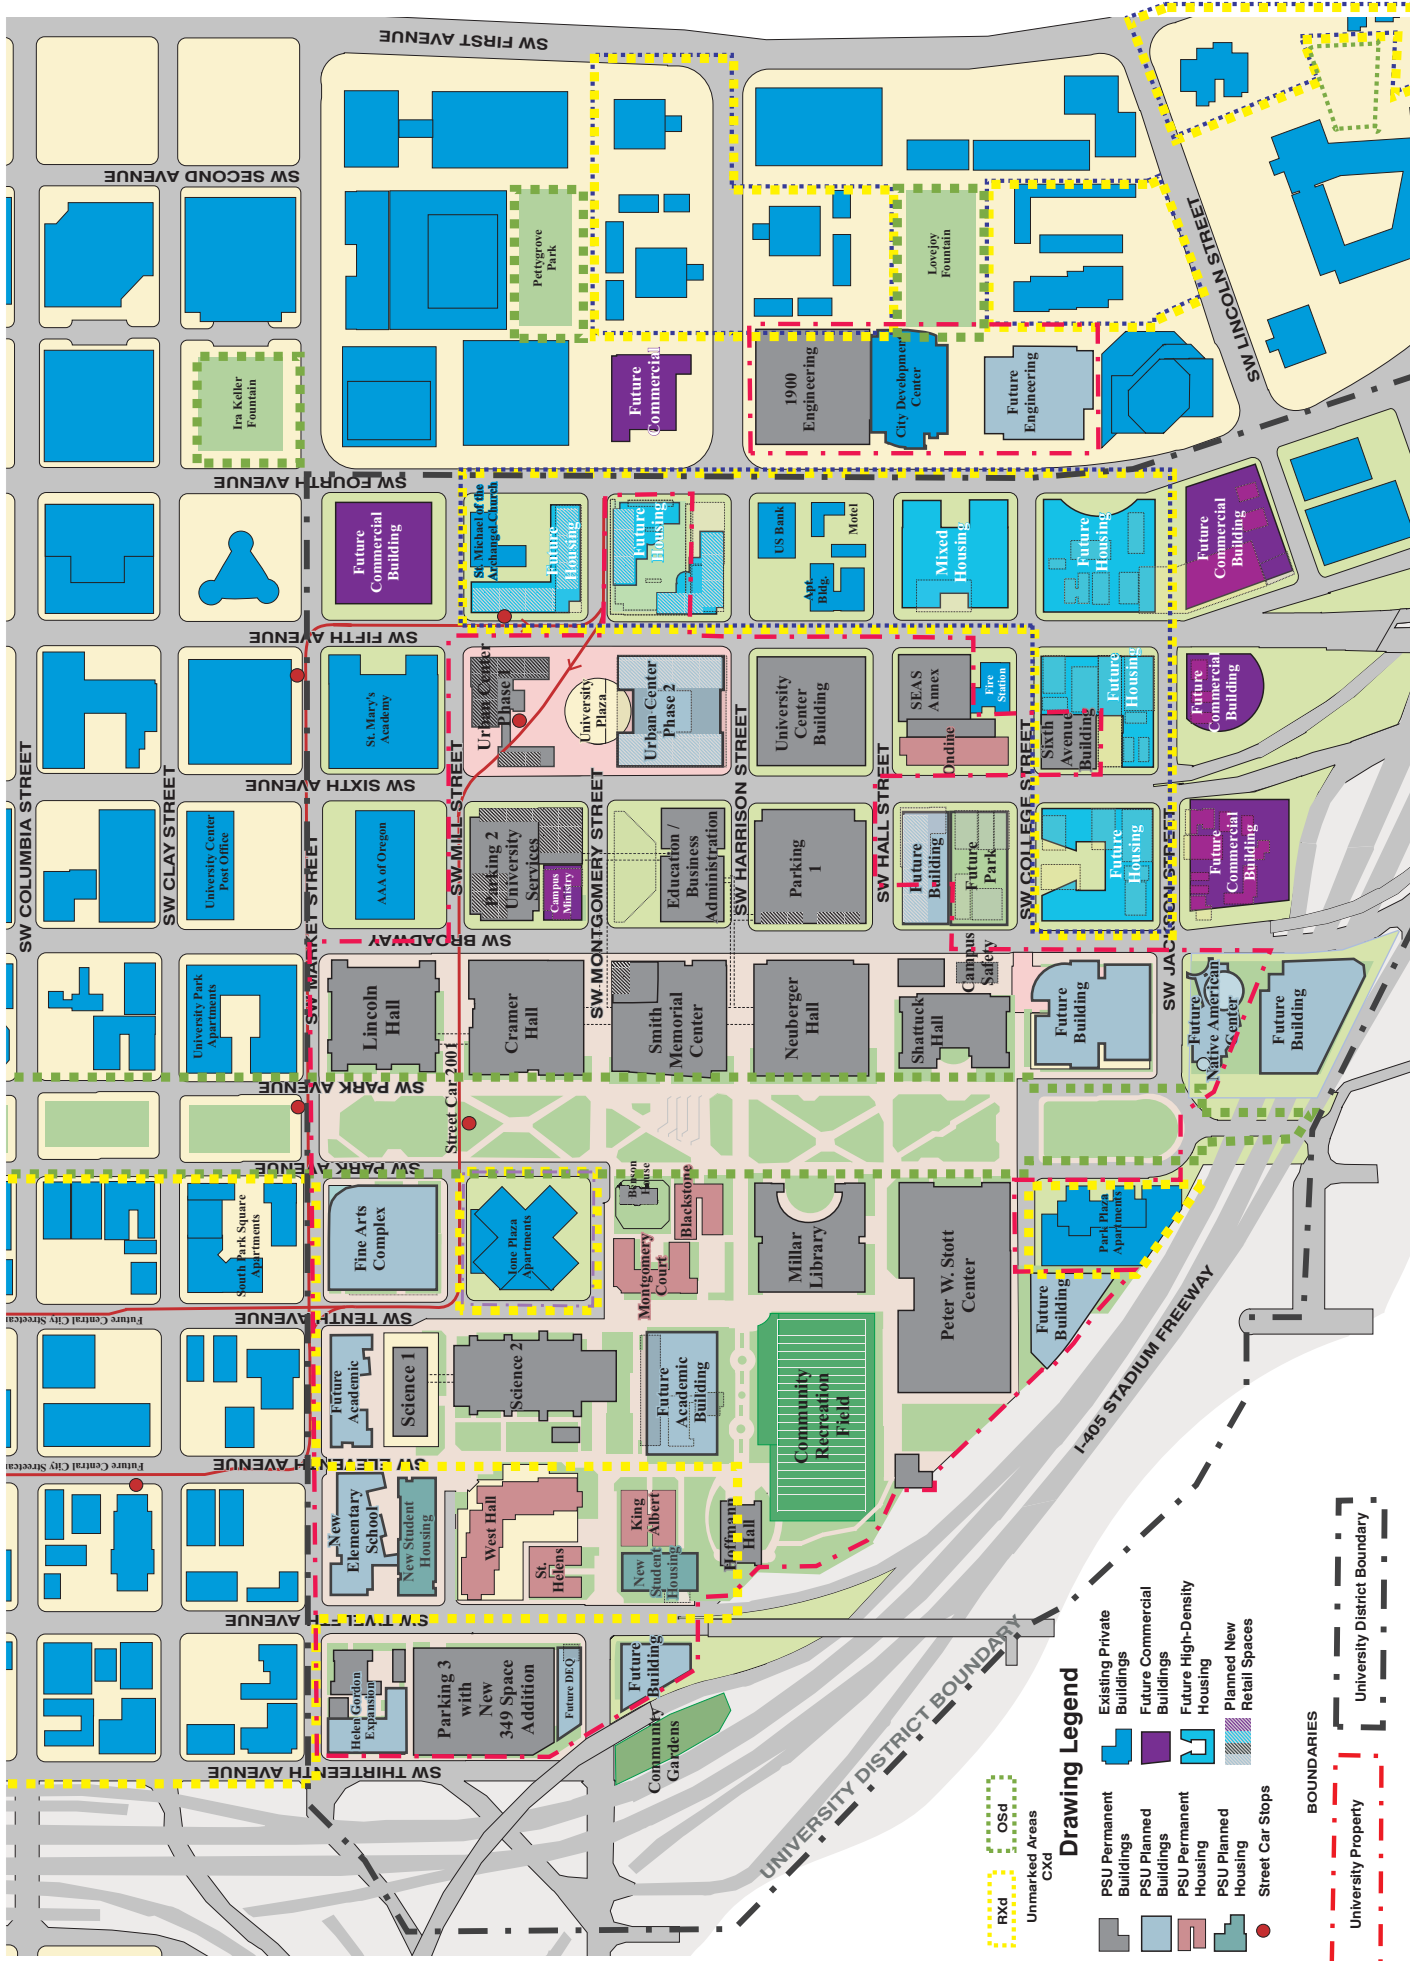 SW FIRST AVENUE
SW SECOND AVENUE
SW LINCOLN STREET
Pettygrove
Park
Lovejoy
Fountain
Ira Keller
Fountain
Future
Commercial
1900
Engineering
City Development
Center
Future
Engineering
SW FOURTH AVENUE
Future
Commercial
Building
St. Michael of the
Archangel Church
Future
Housing
Future
Housing
US Bank
Motel
Apt.
Bldg.
Mixed
Housing
Future
Housing
Future
Commercial
Building
SW FIFTH AVENUE
St. Mary's
Academy
Urban Center
Phase 1
University
Plaza
Urban Center
Phase 2
University
Center
Building
SEAS
Annex
Fire
Station
Ondine
Sixth
Avenue
Building
Future
Housing
Future
Commercial
Building
SW SIXTH AVENUE
SW COLUMBIA STREET
SW CLAY STREET
SW MARKET STREET
SW MILL STREET
SW MONTGOMERY STREET
SW HARRISON STREET
SW HALL STREET
SW COLLEGE STREET
SW JACKSON STREET
University Center
Post Office
AAA of Oregon
Parking 2
University
Services
Campus
Ministry
Education /
Business
Administration
Parking
1
Future
Building
Future
Park
Future
Housing
Future
Commercial
Building
SW BROADWAY
University Park
Apartments
Lincoln
Hall
Cramer
Hall
Smith
Memorial
Center
Neuberger
Hall
Shattuck
Hall
Campus
Safety
Future
Building
Future
Native American
Center
Future
Building
SW PARK AVENUE
Street Car 2001
SW PARK AVENUE
South Park Square
Apartments
Fine Arts
Complex
Ione Plaza
Apartments
Benson
House
Blackstone
Montgomery
Court
Millar
Library
Peter W. Stott
Center
Park Plaza
Apartments
Future
Building
Future Central City Streetcar
SW TENTH AVENUE
Future
Academic
Science 1
Science 2
Future
Academic
Building
Community
Recreation
Field
I-405 STADIUM FREEWAY
Future Central City Streetcar
SW ELEVENTH AVENUE
New
Elementary
School
New Student
Housing
West Hall
St.
Helens
King
Albert
New
Student
Housing
Hoffmann
Hall
SW TWELFTH AVENUE
Helen Gordon
Expansion
Parking 3
with
New
349 Space
Addition
Future DEQ
Future
Building
Community
Gardens
SW THIRTEENTH AVENUE
UNIVERSITY DISTRICT BOUNDARY
RXd
OSd
Unmarked Areas
CXd
Drawing Legend
PSU Permanent
Buildings
PSU Planned
Buildings
PSU Permanent
Housing
PSU Planned
Housing
Street Car Stops
Existing Private
Buildings
Future Commercial
Buildings
Future High-Density
Housing
Planned New
Retail Spaces
BOUNDARIES
University Property
University District Boundary